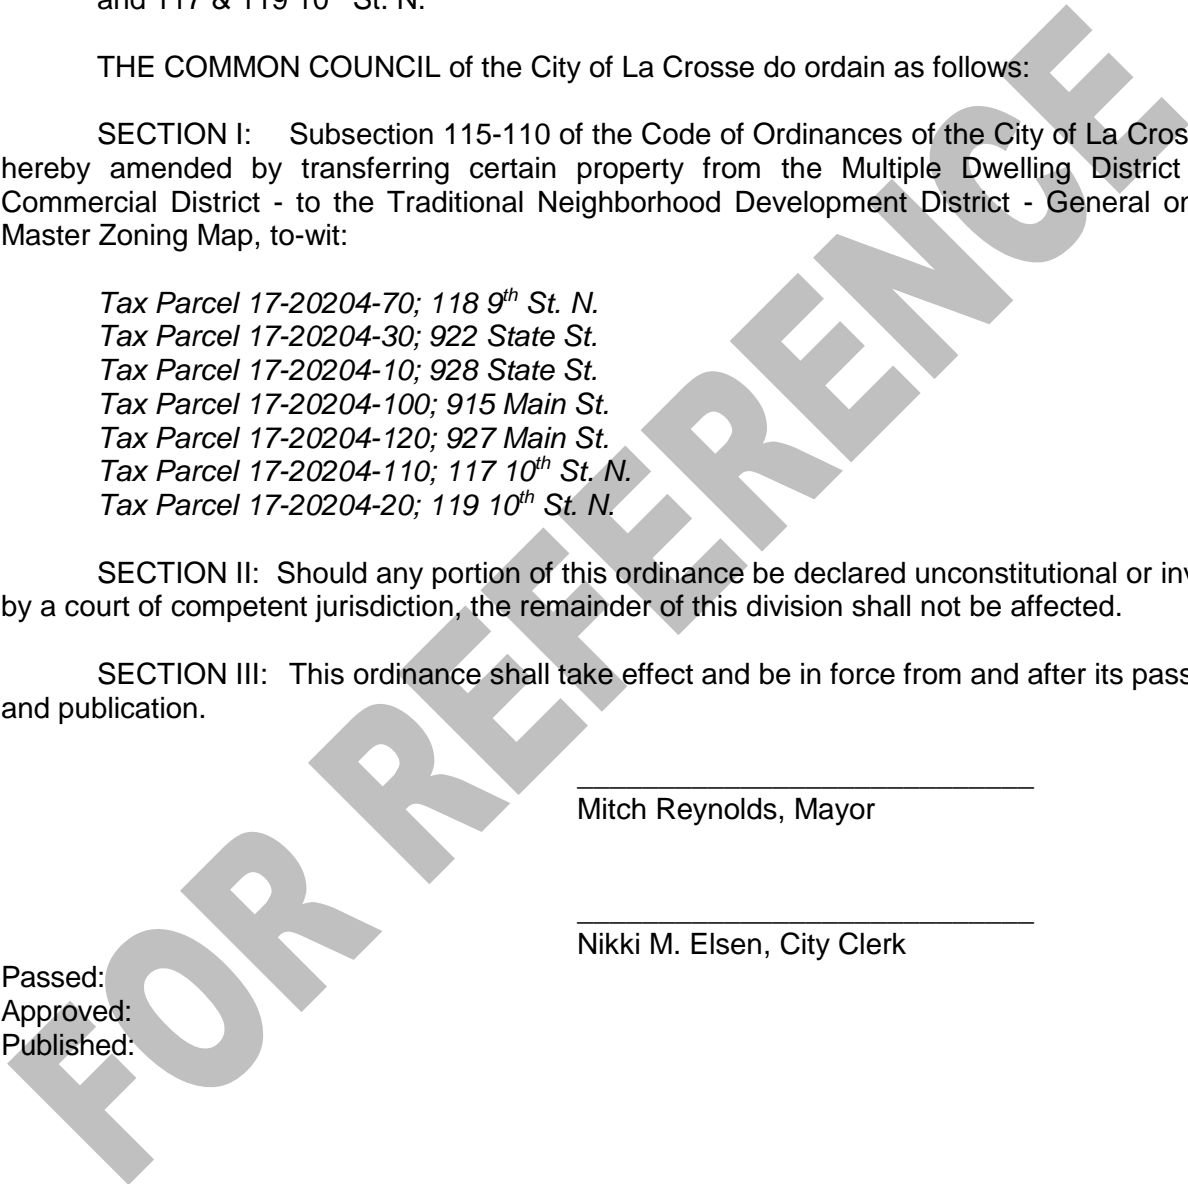 and 117 & 119 10th St. N.
THE COMMON COUNCIL of the City of La Crosse do ordain as follows:
SECTION I: Subsection 115-110 of the Code of Ordinances of the City of La Cros
hereby amended by transferring certain property from the Multiple Dwelling District
Commercial District - to the Traditional Neighborhood Development District - General or
Master Zoning Map, to-wit:
Tax Parcel 17-20204-70; 118 9th St. N.
Tax Parcel 17-20204-30; 922 State St.
Tax Parcel 17-20204-10; 928 State St.
Tax Parcel 17-20204-100; 915 Main St.
Tax Parcel 17-20204-120; 927 Main St.
Tax Parcel 17-20204-110; 117 10th St. N.
Tax Parcel 17-20204-20; 119 10th St. N.
SECTION II: Should any portion of this ordinance be declared unconstitutional or inv
by a court of competent jurisdiction, the remainder of this division shall not be affected.
SECTION III: This ordinance shall take effect and be in force from and after its pass
and publication.
Mitch Reynolds, Mayor
Nikki M. Elsen, City Clerk
Passed:
Approved:
Published:
FOR REFERENCE